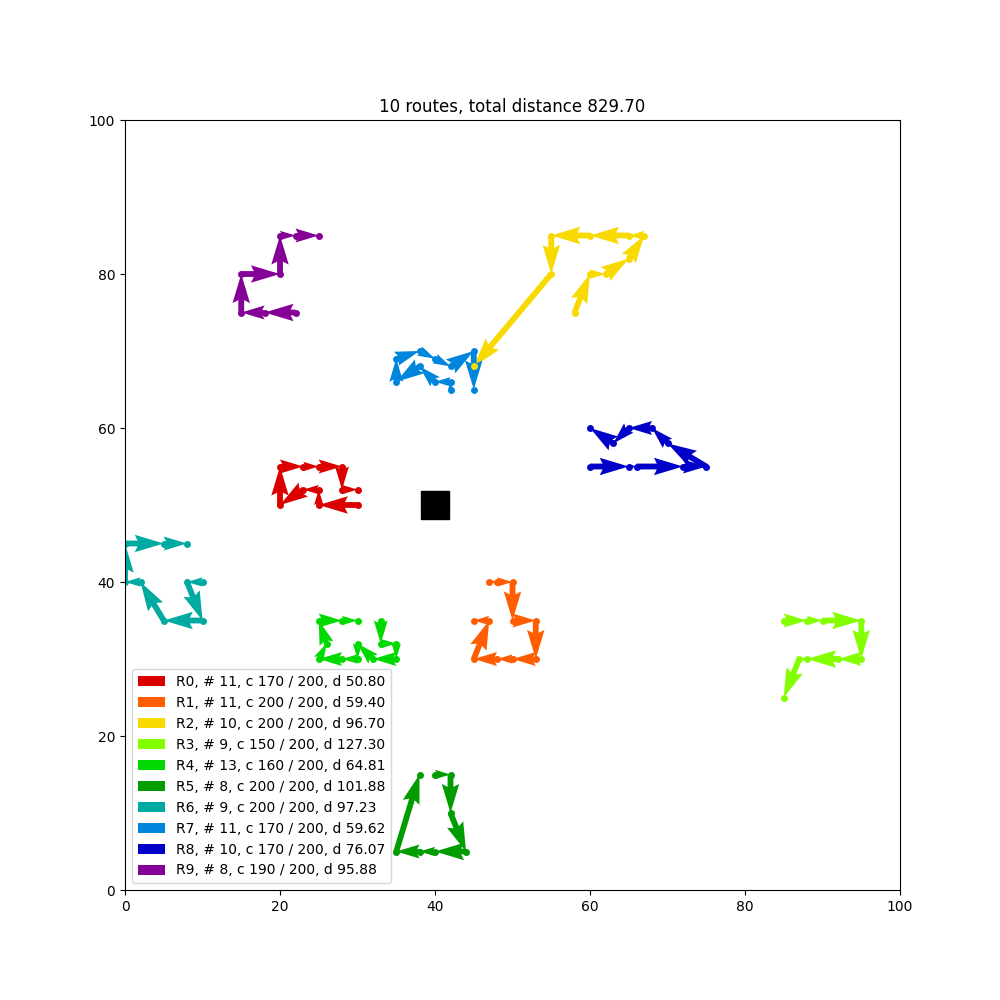 10 routes, total distance 829.70
100
80
60
40
20
0
R0, # 11, c 170 / 200, d 50.80
R1, # 11, c 200 / 200, d 59.40
R2, # 10, c 200 / 200, d 96.70
R3, # 9, c 150 / 200, d 127.30
R4, # 13, c 160 / 200, d 64.81
R5, # 8, c 200 / 200, d 101.88
R6, # 9, c 200 / 200, d 97.23
R7, # 11, c 170 / 200, d 59.62
R8, # 10, c 170 / 200, d 76.07
R9, # 8, c 190 / 200, d 95.88
0 20 40 60 80 100